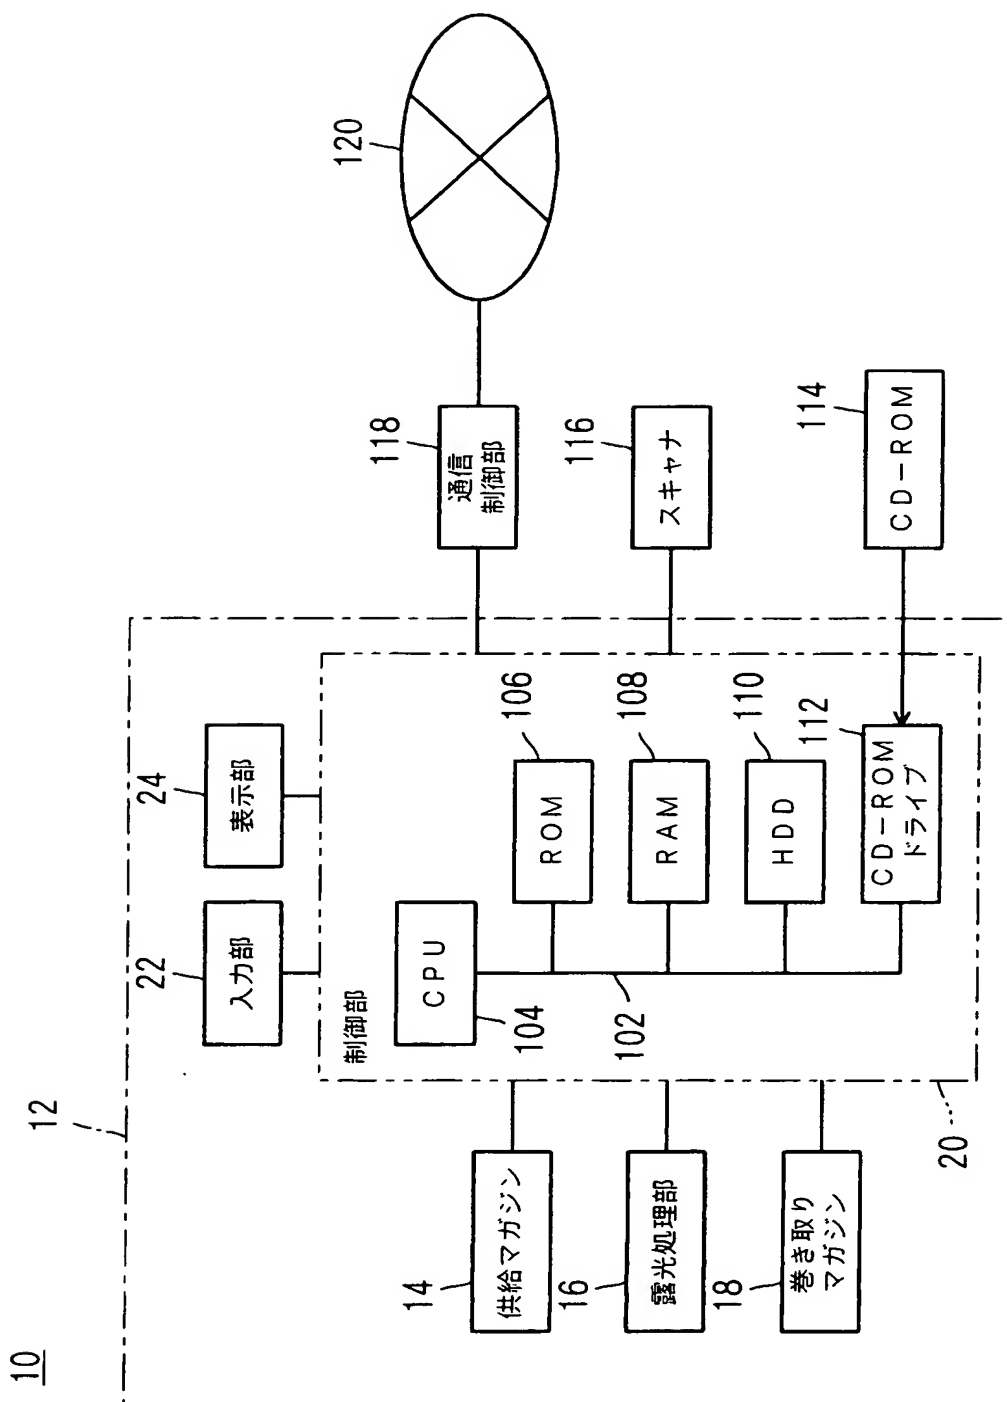 10
12
22
24
入力部
表示部
120
制御部
118
通信
制御部
14
供給マガジン
CPU
104
106
ROM
116
スキャナ
16
露光処理部
102
108
RAM
18
巻き取り
マガジン
110
HDD
114
CD-ROM
112
CD-ROM
ドライブ
20